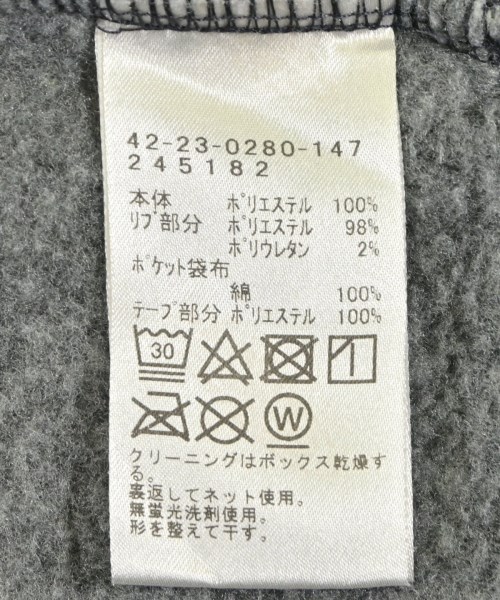 42-23-0280-147
245182
本体 ポリエステル 100%
リブ部分 ポリエステル 98%
ポリウレタン 2%
ポケット袋布
綿 100%
テープ部分 ポリエステル 100%
30
W
クリーニングはボックス乾燥す
る。
裏返してネット使用。
無蛍光洗剤使用。
形を整えて干す。